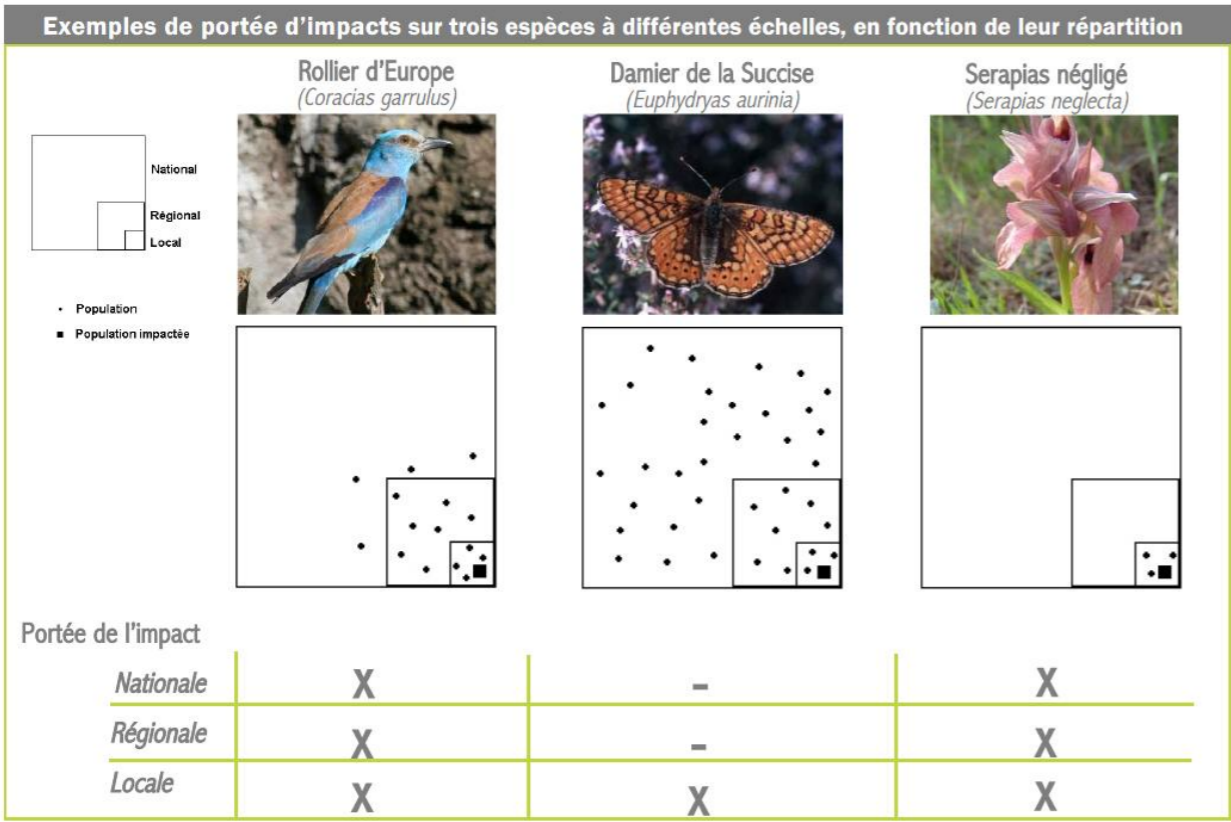 Exemples de portée d'impacts sur trois espèces à différentes échelles, en fonction de leur répartition
Rollier d'Europe
(Coracias garrulus)
Damier de la Succise
(Euphydryas aurinia)
Serapias négligé
(Serapias neglecta)
National
Régional
Local
Population
Population impactée
Portée de l'impact
Nationale X - X
Régionale X - X
Locale X X X